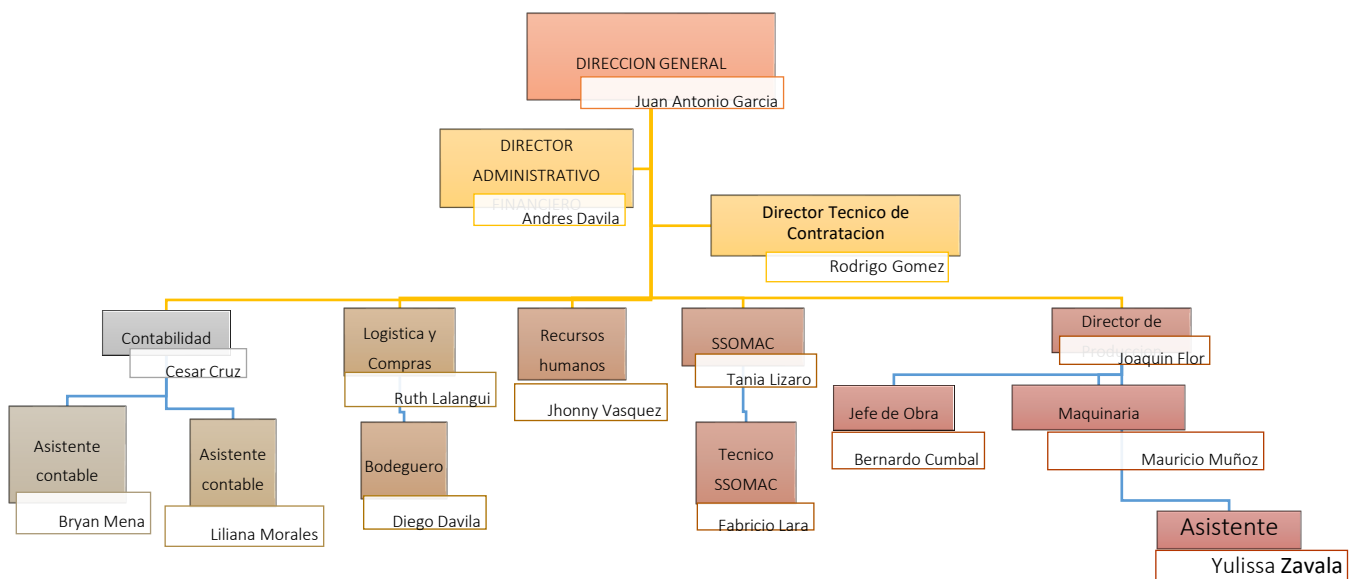 DIRECCION GENERAL
Juan Antonio Garcia
DIRECTOR
ADMINISTRATIVO
FINANCIERO
Andres Davila
Director Tecnico de
Contratacion
Rodrigo Gomez
Contabilidad
Cesar Cruz
Logistica y
Compras
Ruth Lalangui
Recursos
humanos
Jhonny Vasquez
SSOMAC
Tania Lizaro
Director de
Produccion
Joaquin Flor
Asistente
contable
Bryan Mena
Asistente
contable
Liliana Morales
Bodeguero
Diego Davila
Tecnico
SSOMAC
Fabricio Lara
Jefe de Obra
Bernardo Cumbal
Maquinaria
Mauricio Muñoz
Asistente
Yulissa Zavala